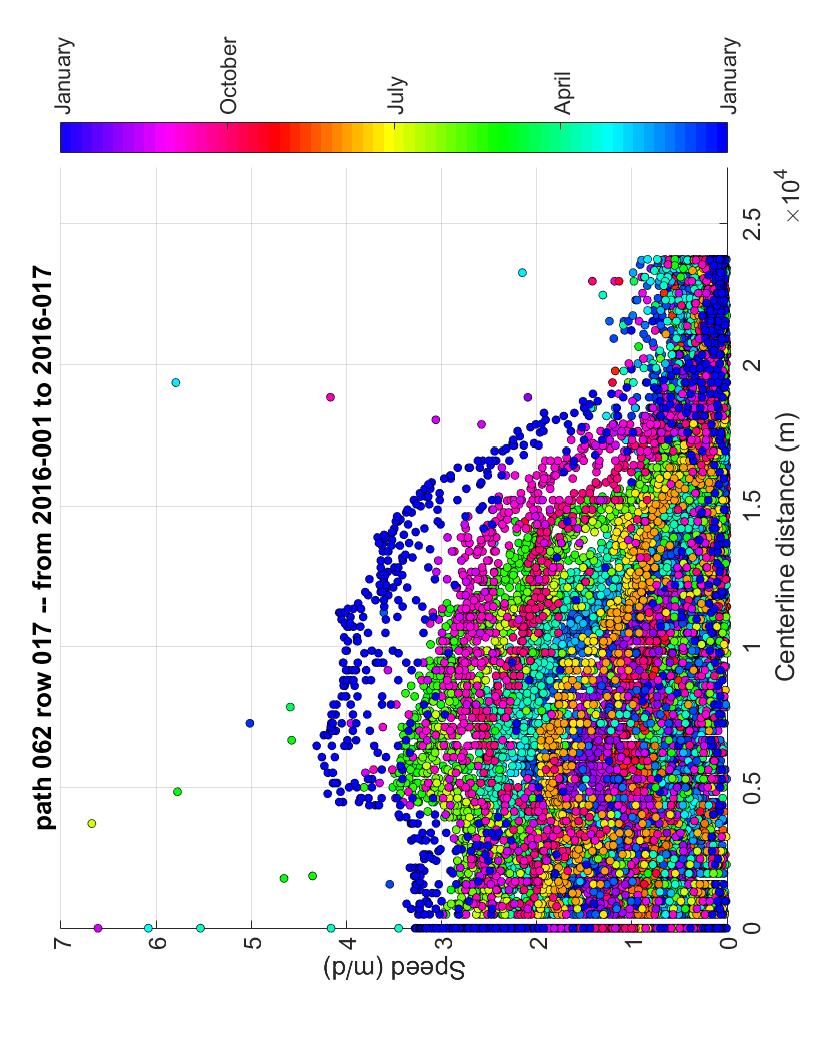 path 062 row 017 -- from 2016-001 to 2016-017
7
6
5
4
3
2
1
0
Speed (m/d)
0 0.5 1 1.5 2 2.5
×10⁴
Centerline distance (m)
January
October
July
April
January